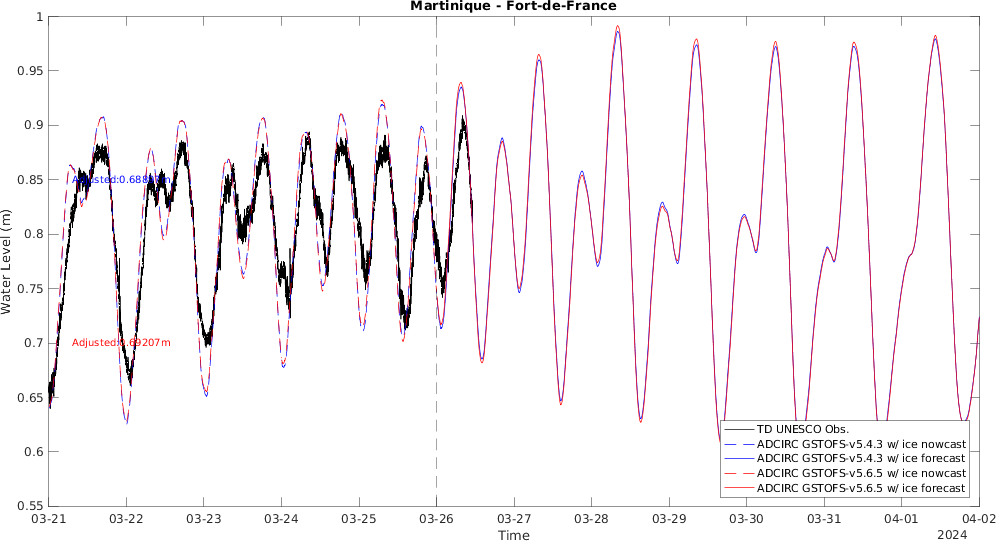 Martinique - Fort-de-France
Water Level (m)
1
0.95
0.9
0.85
0.8
0.75
0.7
0.65
0.6
0.55
Adjusted:0.69207m
TD UNESCO Obs.
ADCIRC GSTOFS-v5.4.3 w/ ice nowcast
ADCIRC GSTOFS-v5.4.3 w/ ice forecast
ADCIRC GSTOFS-v5.6.5 w/ ice nowcast
ADCIRC GSTOFS-v5.6.5 w/ ice forecast
03-21 03-22 03-23 03-24 03-25 03-26 03-27 03-28 03-29 03-30 03-31 04-01 04-02
Time
2024